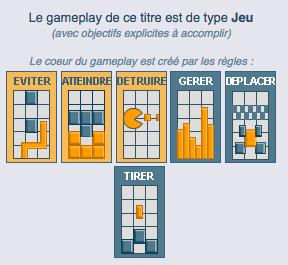 Le gameplay de ce titre est de type Jeu
(avec objectifs explicites à accomplir)
Le coeur du gameplay est créé par les règles :
EVITER ATTEINDRE DETRUIRE GERER DEPLACER
TIRER